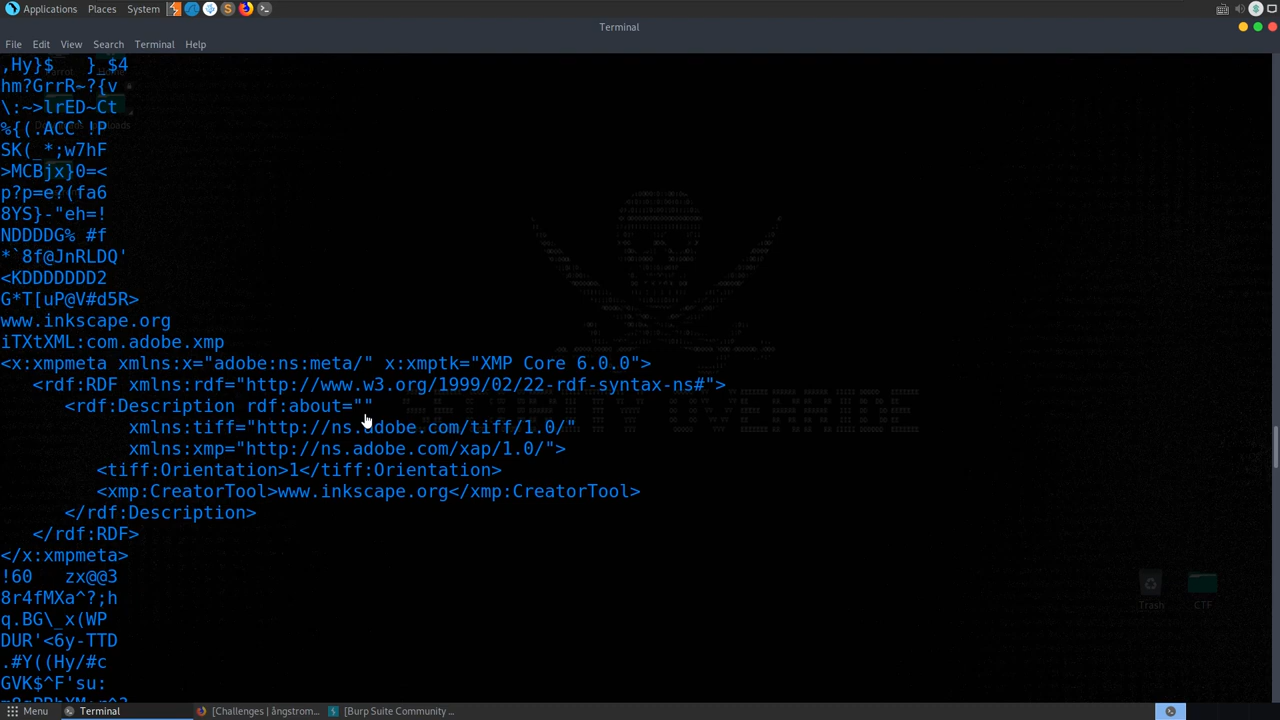 Applications Places System
Terminal
File Edit View Search Terminal Help
,Hy}$ }_$4
hm?GrrR~?{v
\:~>lrED~Ct
%{(.ACC`!P
SK(_*;w7hF
>MCBjx}0=<
p?p=e?(fa6
8YS}-"eh=!
NDDDDG% #f
*`8f@JnRLDQ'
<KDDDDDDD2
G*T[uP@V#d5R>
www.inkscape.org
iTXtXML:com.adobe.xmp
<x:xmpmeta xmlns:x="adobe:ns:meta/" x:xmptk="XMP Core 6.0.0">
<rdf:RDF xmlns:rdf="http://www.w3.org/1999/02/22-rdf-syntax-ns#">
<rdf:Description rdf:about=""
xmlns:tiff="http://ns.adobe.com/tiff/1.0/"
xmlns:xmp="http://ns.adobe.com/xap/1.0/">
<tiff:Orientation>1</tiff:Orientation>
<xmp:CreatorTool>www.inkscape.org</xmp:CreatorTool>
</rdf:Description>
</rdf:RDF>
</x:xmpmeta>
!60 zx@@3
8r4fMXa^?;h
q.BG\_x(WP
DUR'<6y-TTD
.#Y((Hy/#c
GVK$^F'su:
Trash CTF
Menu Terminal [Challenges | ångstrom... [Burp Suite Community ...